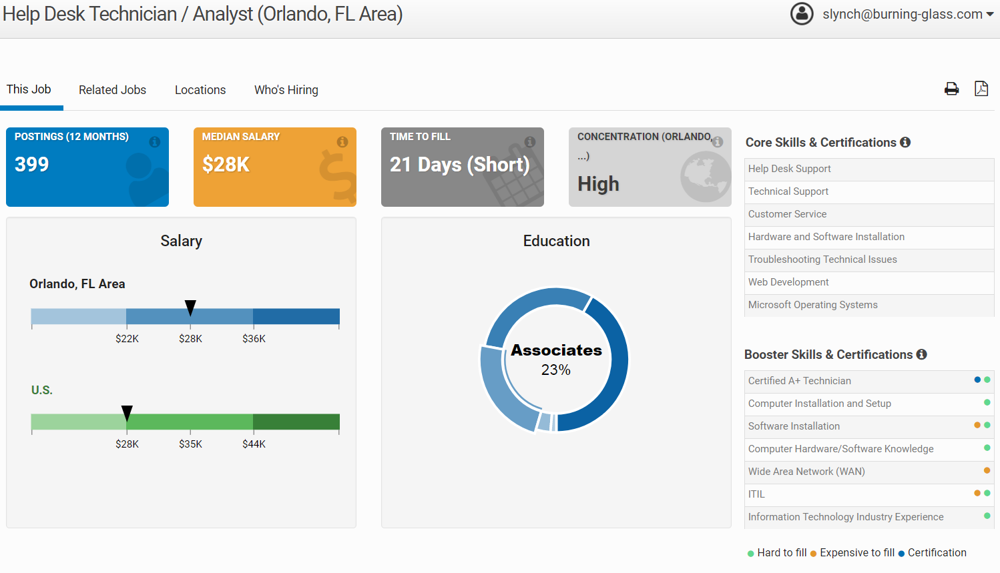 Help Desk Technician / Analyst (Orlando, FL Area)
slynch@burning-glass.com
This Job
Related Jobs
Locations
Who's Hiring
POSTINGS (12 MONTHS)
399
MEDIAN SALARY
$28K
TIME TO FILL
21 Days (Short)
CONCENTRATION (ORLANDO,
...)
High
Salary
Orlando, FL Area
$22K
$28K
$36K
U.S.
$28K
$35K
$44K
Education
Associates
23%
Core Skills & Certifications
Help Desk Support
Technical Support
Customer Service
Hardware and Software Installation
Troubleshooting Technical Issues
Web Development
Microsoft Operating Systems
Booster Skills & Certifications
Certified A+ Technician
Computer Installation and Setup
Software Installation
Computer Hardware/Software Knowledge
Wide Area Network (WAN)
ITIL
Information Technology Industry Experience
Hard to fill
Expensive to fill
Certification